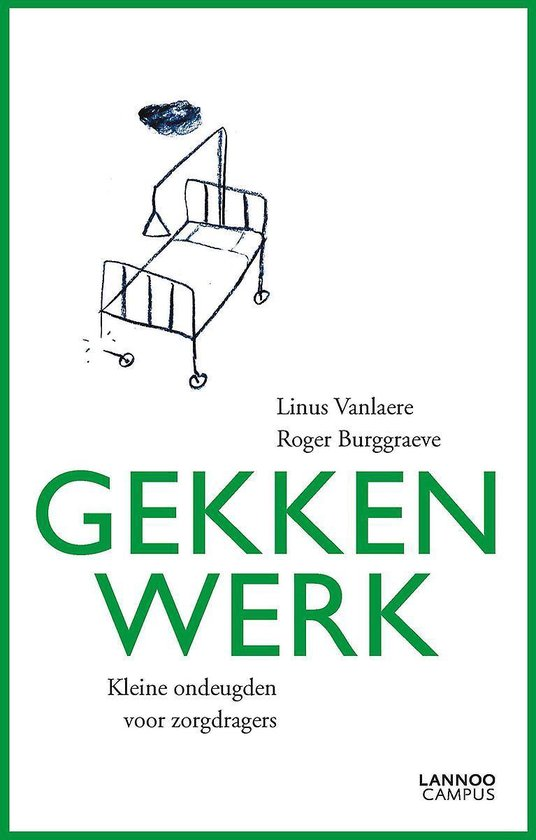 Linus Vanlaere
Roger Burggraeve
GEKKEN
WERK
Kleine ondeugden
voor zorgdragers
LANNOO
CAMPUS